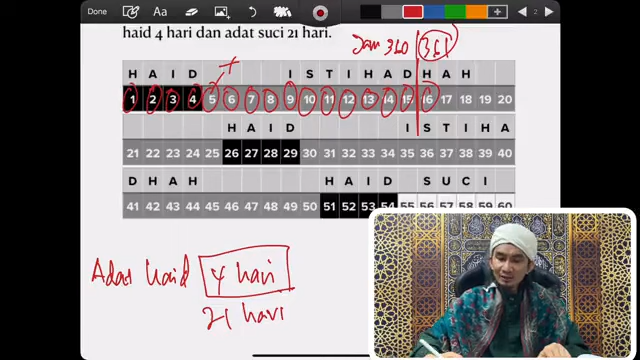 Done
2
haid 4 hari dan adat suci 21 hari.
Jam 360 361
H A I D I S T I H A D H A H
1 2 3 4 5 6 7 8 9 10 11 12 13 14 15 16 17 18 19 20
H A I D I S T I H A
21 22 23 24 25 26 27 28 29 30 31 32 33 34 35 36 37 38 39 40
D H A H H A I D S U C I
41 42 43 44 45 46 47 48 49 50 51 52 53 54 55 56 57 58 59 60
Adat haid 4 hari
21 hari